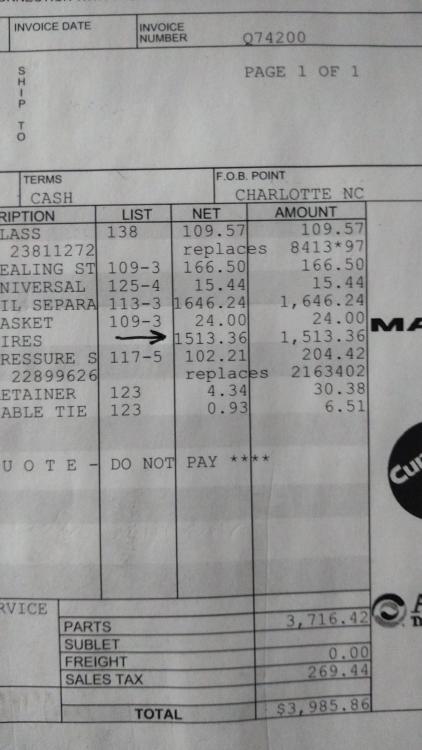 INVOICE DATE INVOICE NUMBER Q74200
SHIP TO
PAGE 1 OF 1
TERMS F.O.B. POINT
CASH CHARLOTTE NC
RIPTION LIST NET AMOUNT
LASS 138 109.57 109.57
23811272 replaces 8413*97
EALING ST 109-3 166.50 166.50
NIVERSAL 125-4 15.44 15.44
IL SEPARA 113-3 1646.24 1,646.24
ASKET 109-3 24.00 24.00
IRES 1513.36 1,513.36
RESSURE S 117-5 102.21 204.42
22899626 replaces 2163402
ETAINER 123 4.34 30.38
ABLE TIE 123 0.93 6.51
U O T E - DO NOT PAY ****
MA
Cur
RVICE
PARTS 3,716.42
SUBLET
FREIGHT 0.00
SALES TAX 269.44
TOTAL $3,985.86